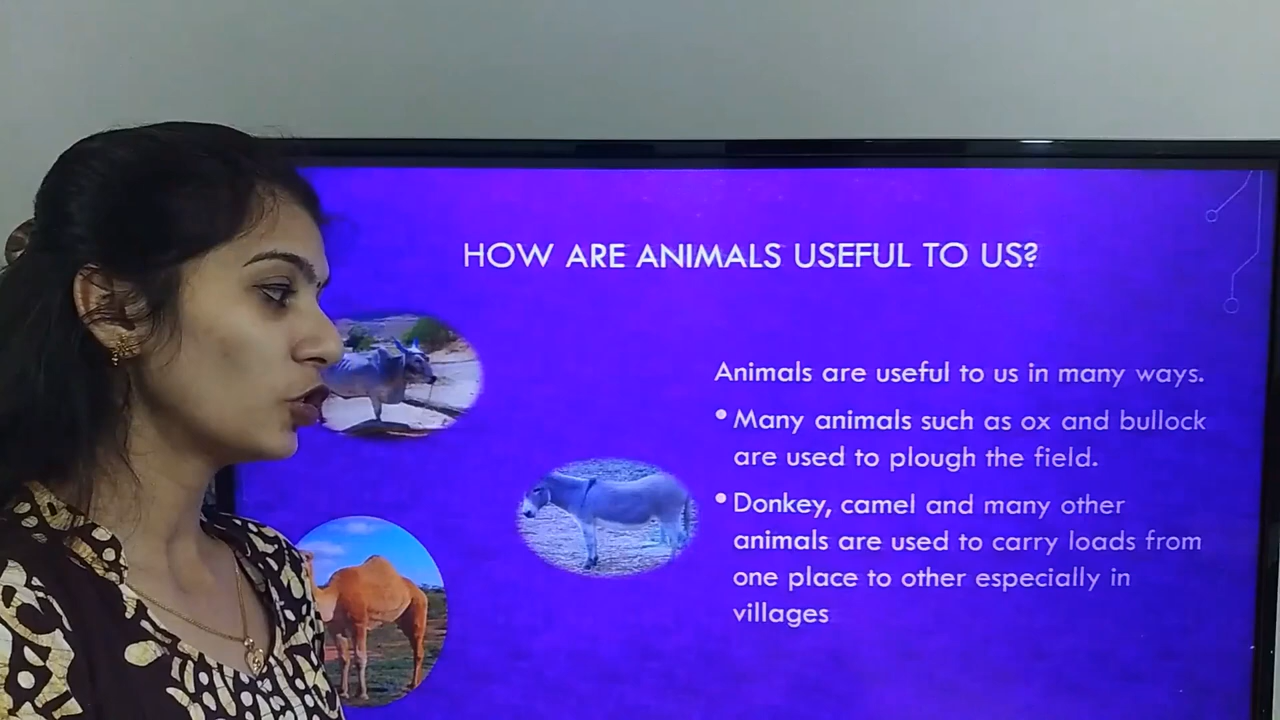 HOW ARE ANIMALS USEFUL TO US?
Animals are useful to us in many ways.
• Many animals such as ox and bullock
are used to plough the field.
• Donkey, camel and many other
animals are used to carry loads from
one place to other especially in
villages